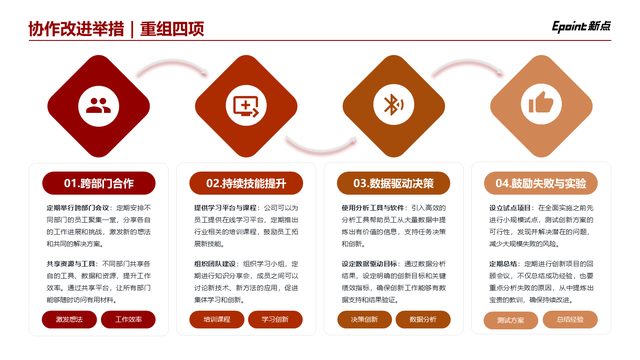 协作改进举措｜重组四项
Epoint新点
01.跨部门合作
定期举行跨部门会议：定期安排不
同部门的员工聚集一堂，分享各自
的工作进展和挑战，激发新的想法
和共同的解决方案。
共享资源与工具：不同部门共享各
自的工具、数据和资源，提升工作
效率。通过共享平台，让所有部门
能够随时访问有用材料。
激发想法
工作效率
02.持续技能提升
提供学习平台与课程：公司可以为
员工提供在线学习平台，定期推出
行业相关的培训课程，鼓励员工拓
展新技能。
组织团队建设：组织学习小组，定
期进行知识分享会，成员之间可以
讨论新技术、新方法的应用，促进
集体学习和创新。
培训课程
学习创新
03.数据驱动决策
使用分析工具与软件：引入高效的
分析工具帮助员工从大量数据中提
炼出有价值的信息，支持任务决策
和创新。
设定数据驱动目标：通过数据分析
结果，设定明确的创新目标和关键
绩效指标，确保创新工作能够有数
据支持和结果验证。
决策创新
数据分析
04.鼓励失败与实验
设立试点项目：在全面实施之前先
进行小规模试点，测试创新方案的
可行性，发现并解决潜在的问题，
减少大规模失败的风险。
定期总结：定期进行创新项目的回
顾会议，不仅总结成功经验，也要
重点分析失败的原因，从中提炼出
宝贵的教训，确保持续改进。
测试方案
总结经验